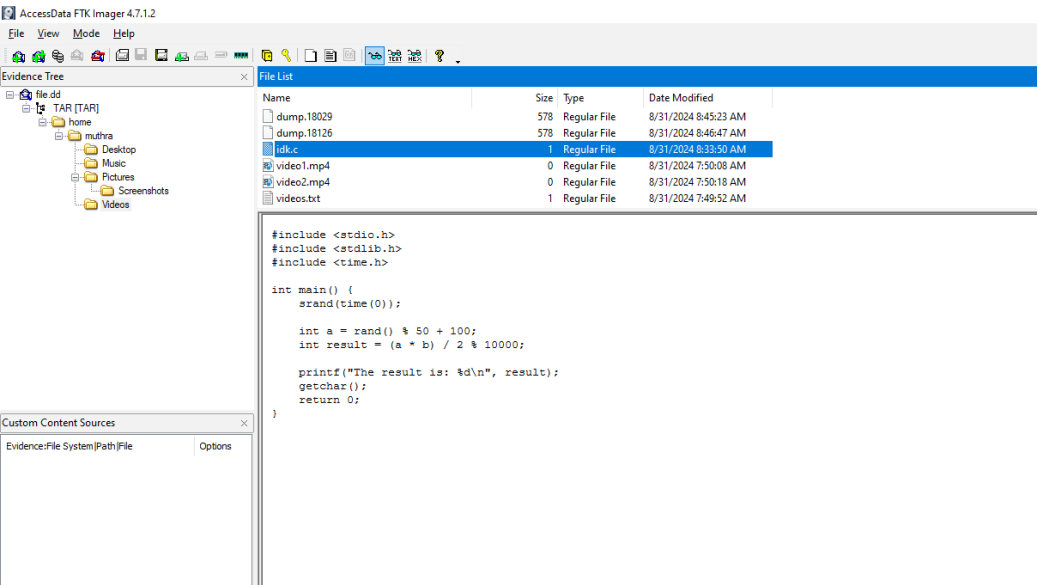 AccessData FTK Imager 4.7.1.2
File View Mode Help
Evidence Tree
file.dd
TAR [TAR]
home
muthra
Desktop
Music
Pictures
Screenshots
Videos
File List
Name Size Type Date Modified
dump.18029 578 Regular File 8/31/2024 8:45:23 AM
dump.18126 578 Regular File 8/31/2024 8:46:47 AM
idk.c 1 Regular File 8/31/2024 8:33:50 AM
video1.mp4 0 Regular File 8/31/2024 7:50:08 AM
video2.mp4 0 Regular File 8/31/2024 7:50:18 AM
videos.txt 1 Regular File 8/31/2024 7:49:52 AM
#include <stdio.h>
#include <stdlib.h>
#include <time.h>
int main() {
srand(time(0));
int a = rand() % 50 + 100;
int result = (a * b) / 2 % 10000;
printf("The result is: %d\n", result);
getchar();
return 0;
}
Custom Content Sources
Evidence:File System|Path|File Options